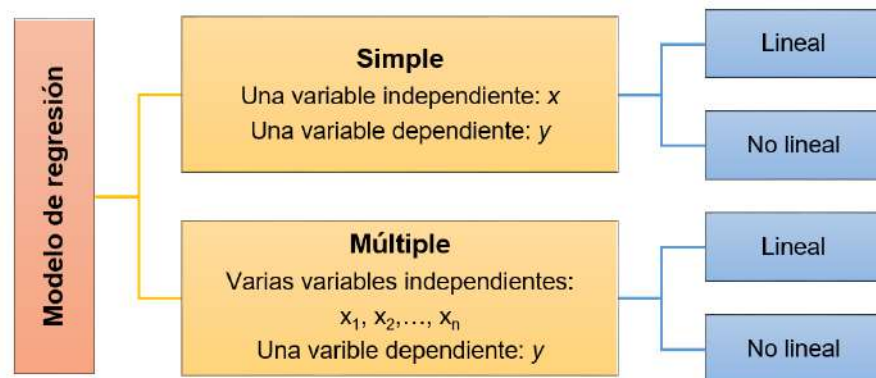 Modelo de regresión
Simple
Una variable independiente: x
Una variable dependiente: y
Lineal
No lineal
Múltiple
Varias variables independientes:
x₁, x₂,..., xₙ
Una varible dependiente: y
Lineal
No lineal